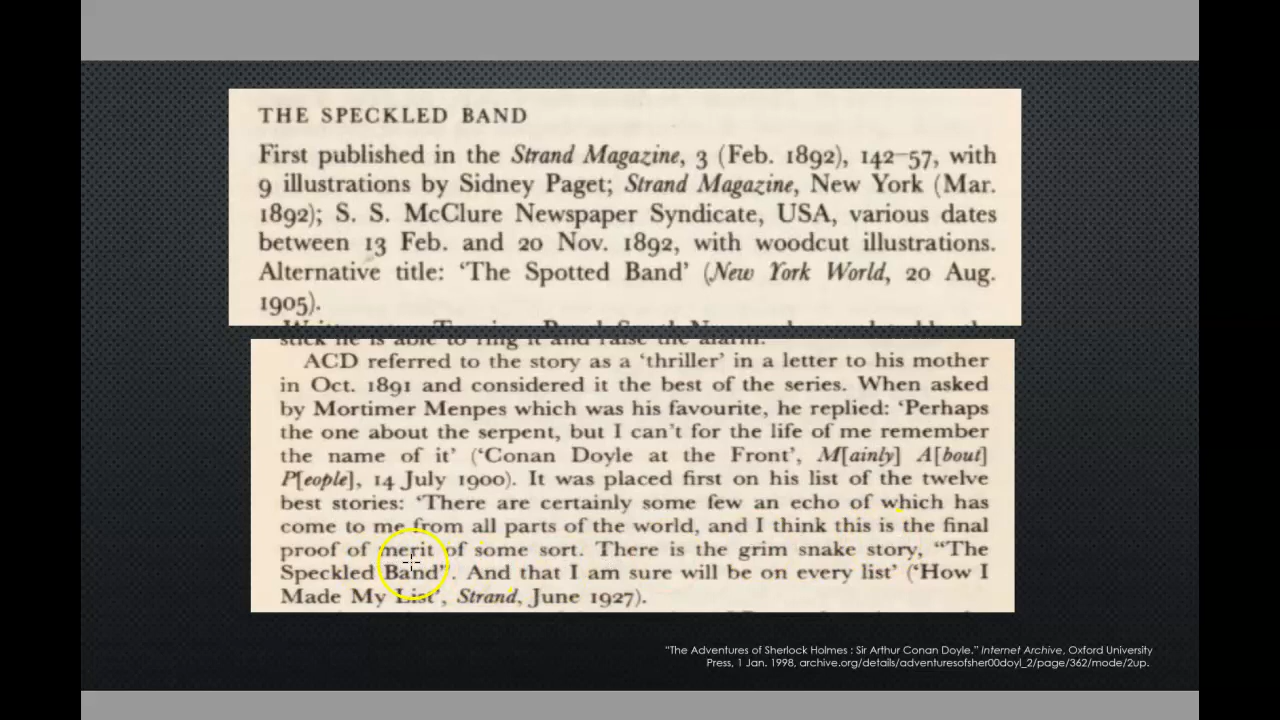 THE SPECKLED BAND
First published in the Strand Magazine, 3 (Feb. 1892), 142–57, with
9 illustrations by Sidney Paget; Strand Magazine, New York (Mar.
1892); S. S. McClure Newspaper Syndicate, USA, various dates
between 13 Feb. and 20 Nov. 1892, with woodcut illustrations.
Alternative title: ‘The Spotted Band’ (New York World, 20 Aug.
1905).
stick he is able to ring it and raise the alarm.
ACD referred to the story as a ‘thriller’ in a letter to his mother
in Oct. 1891 and considered it the best of the series. When asked
by Mortimer Menpes which was his favourite, he replied: ‘Perhaps
the one about the serpent, but I can’t for the life of me remember
the name of it’ (‘Conan Doyle at the Front’, M[ainly] A[bout]
P[eople], 14 July 1900). It was placed first on his list of the twelve
best stories: ‘There are certainly some few an echo of which has
come to me from all parts of the world, and I think this is the final
proof of merit of some sort. There is the grim snake story, “The
Speckled Band”. And that I am sure will be on every list’ (‘How I
Made My List’, Strand, June 1927).
“The Adventures of Sherlock Holmes : Sir Arthur Conan Doyle.” Internet Archive, Oxford University
Press, 1 Jan. 1998, archive.org/details/adventuresofsher00doyl_2/page/362/mode/2up.